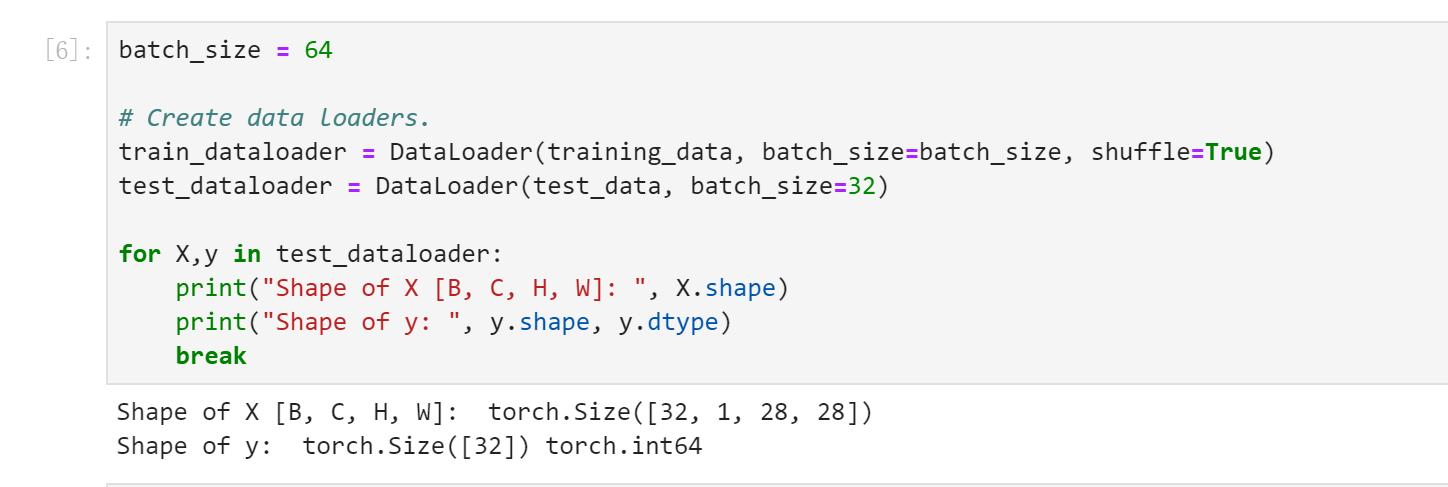 [6]:
batch_size = 64
# Create data loaders.
train_dataloader = DataLoader(training_data, batch_size=batch_size, shuffle=True)
test_dataloader = DataLoader(test_data, batch_size=32)
for X,y in test_dataloader:
    print("Shape of X [B, C, H, W]: ", X.shape)
    print("Shape of y: ", y.shape, y.dtype)
    break
Shape of X [B, C, H, W]:  torch.Size([32, 1, 28, 28])
Shape of y:  torch.Size([32]) torch.int64